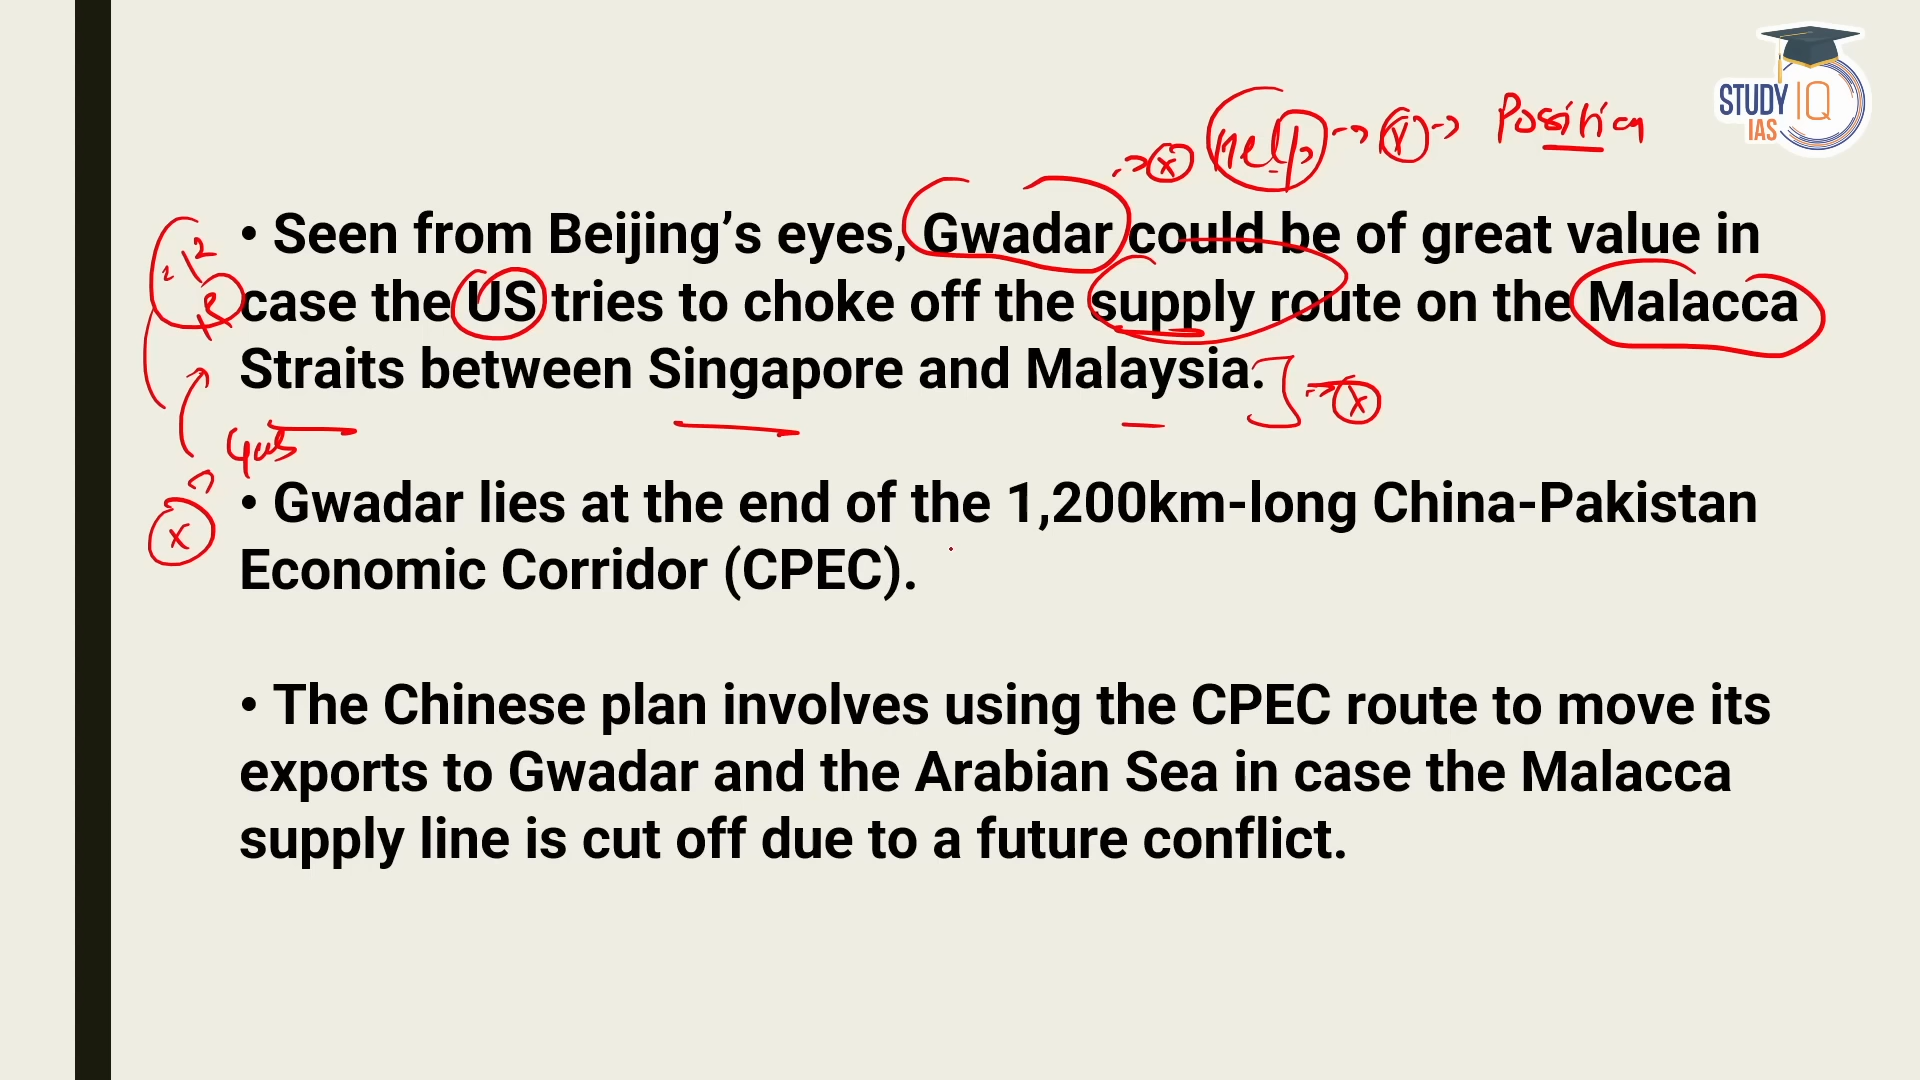 STUDY IQ
IAS
x Help Y Position
• Seen from Beijing’s eyes, Gwadar could be of great value in
case the US tries to choke off the supply route on the Malacca
Straits between Singapore and Malaysia.
x
• Gwadar lies at the end of the 1,200km-long China-Pakistan
x
Economic Corridor (CPEC).
• The Chinese plan involves using the CPEC route to move its
exports to Gwadar and the Arabian Sea in case the Malacca
supply line is cut off due to a future conflict.